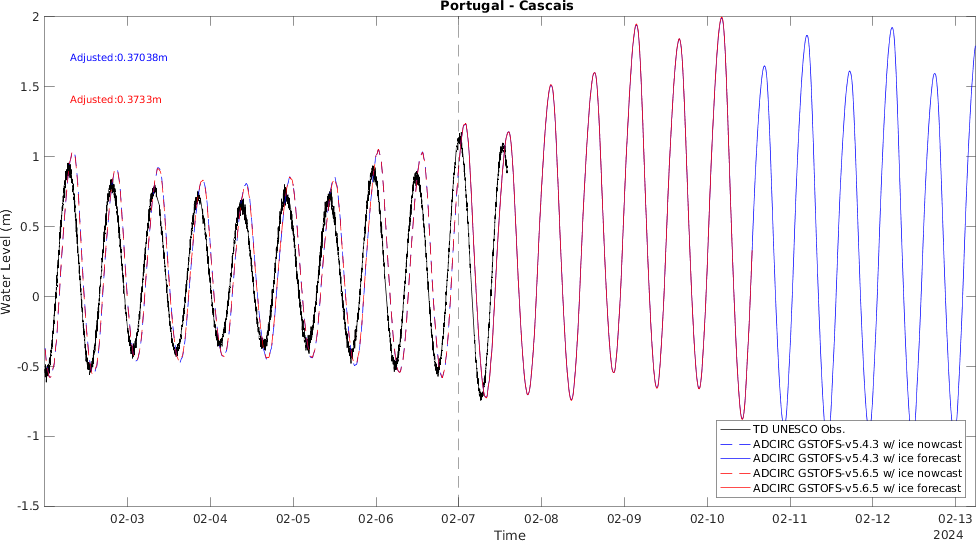 Portugal - Cascais
Adjusted:0.37038m
Adjusted:0.3733m
Water Level (m)
2
1.5
1
0.5
0
-0.5
-1
-1.5
02-03 02-04 02-05 02-06 02-07 02-08 02-09 02-10 02-11 02-12 02-13
Time
2024
TD UNESCO Obs.
ADCIRC GSTOFS-v5.4.3 w/ ice nowcast
ADCIRC GSTOFS-v5.4.3 w/ ice forecast
ADCIRC GSTOFS-v5.6.5 w/ ice nowcast
ADCIRC GSTOFS-v5.6.5 w/ ice forecast